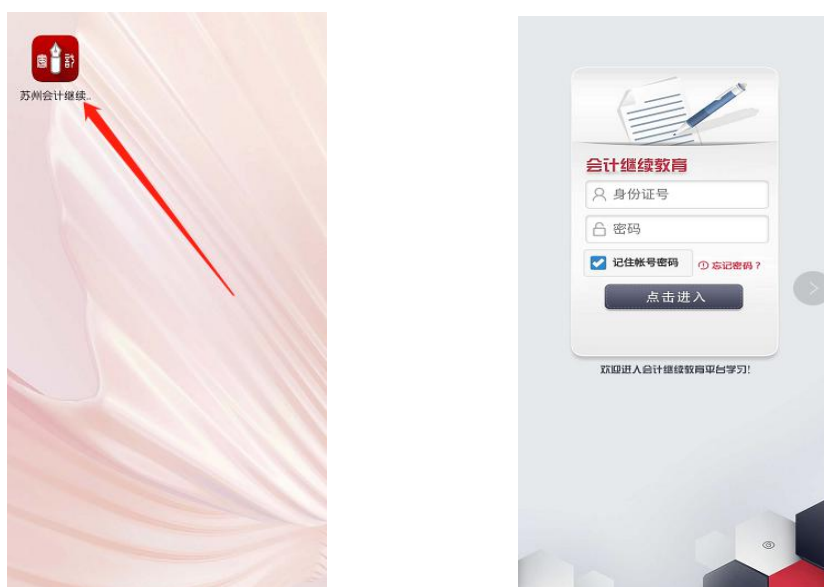 苏州会计继续..
会计继续教育
身份证号
密码
记住帐号密码
忘记密码？
点击进入
欢迎进入会计继续教育平台学习!